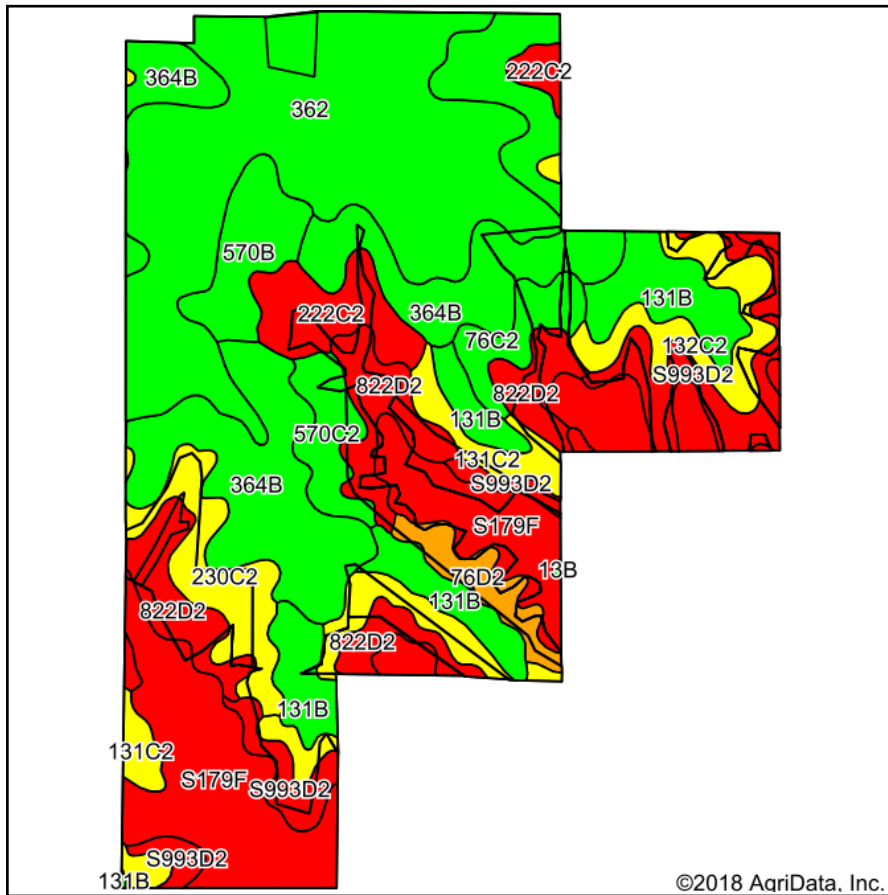 222C2
364B
362
570B
131B
222C2
364B
76C2
132C2
S993D2
822D2
822D2
131B
570C2
131C2
S993D2
364B
S179F
13B
230C2
76D2
131B
822D2
822D2
131B
131C2
S179F
S993D2
S993D2
131B
©2018 AgriData, Inc.